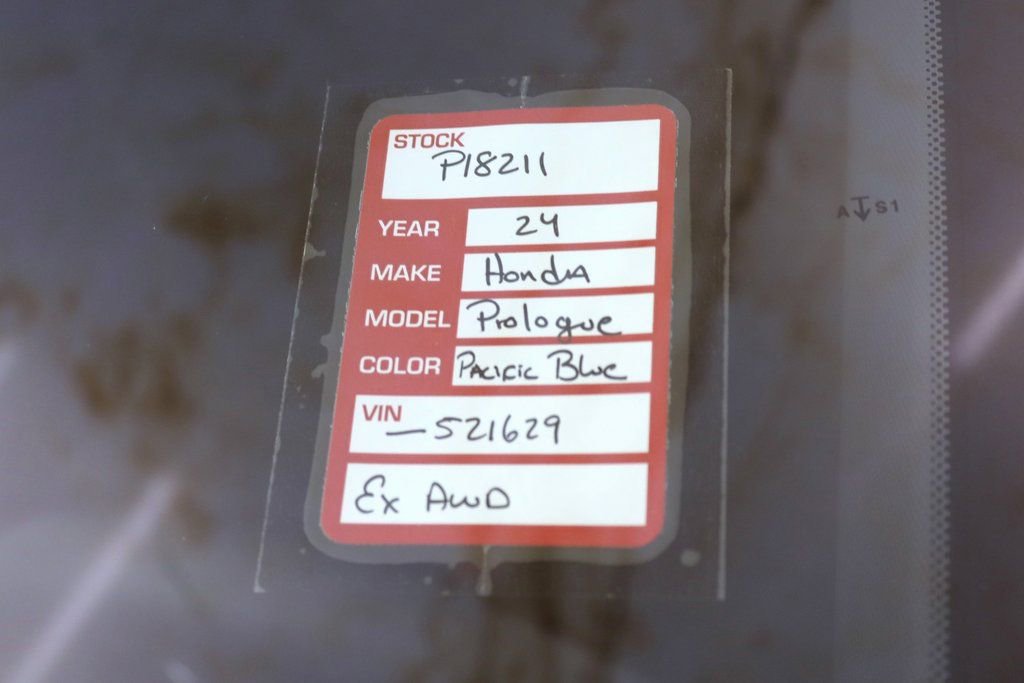 STOCK
P18211
YEAR 24
MAKE Honda
MODEL Prologue
COLOR Pacific Blue
VIN
—521629
Ex AWD
A S1